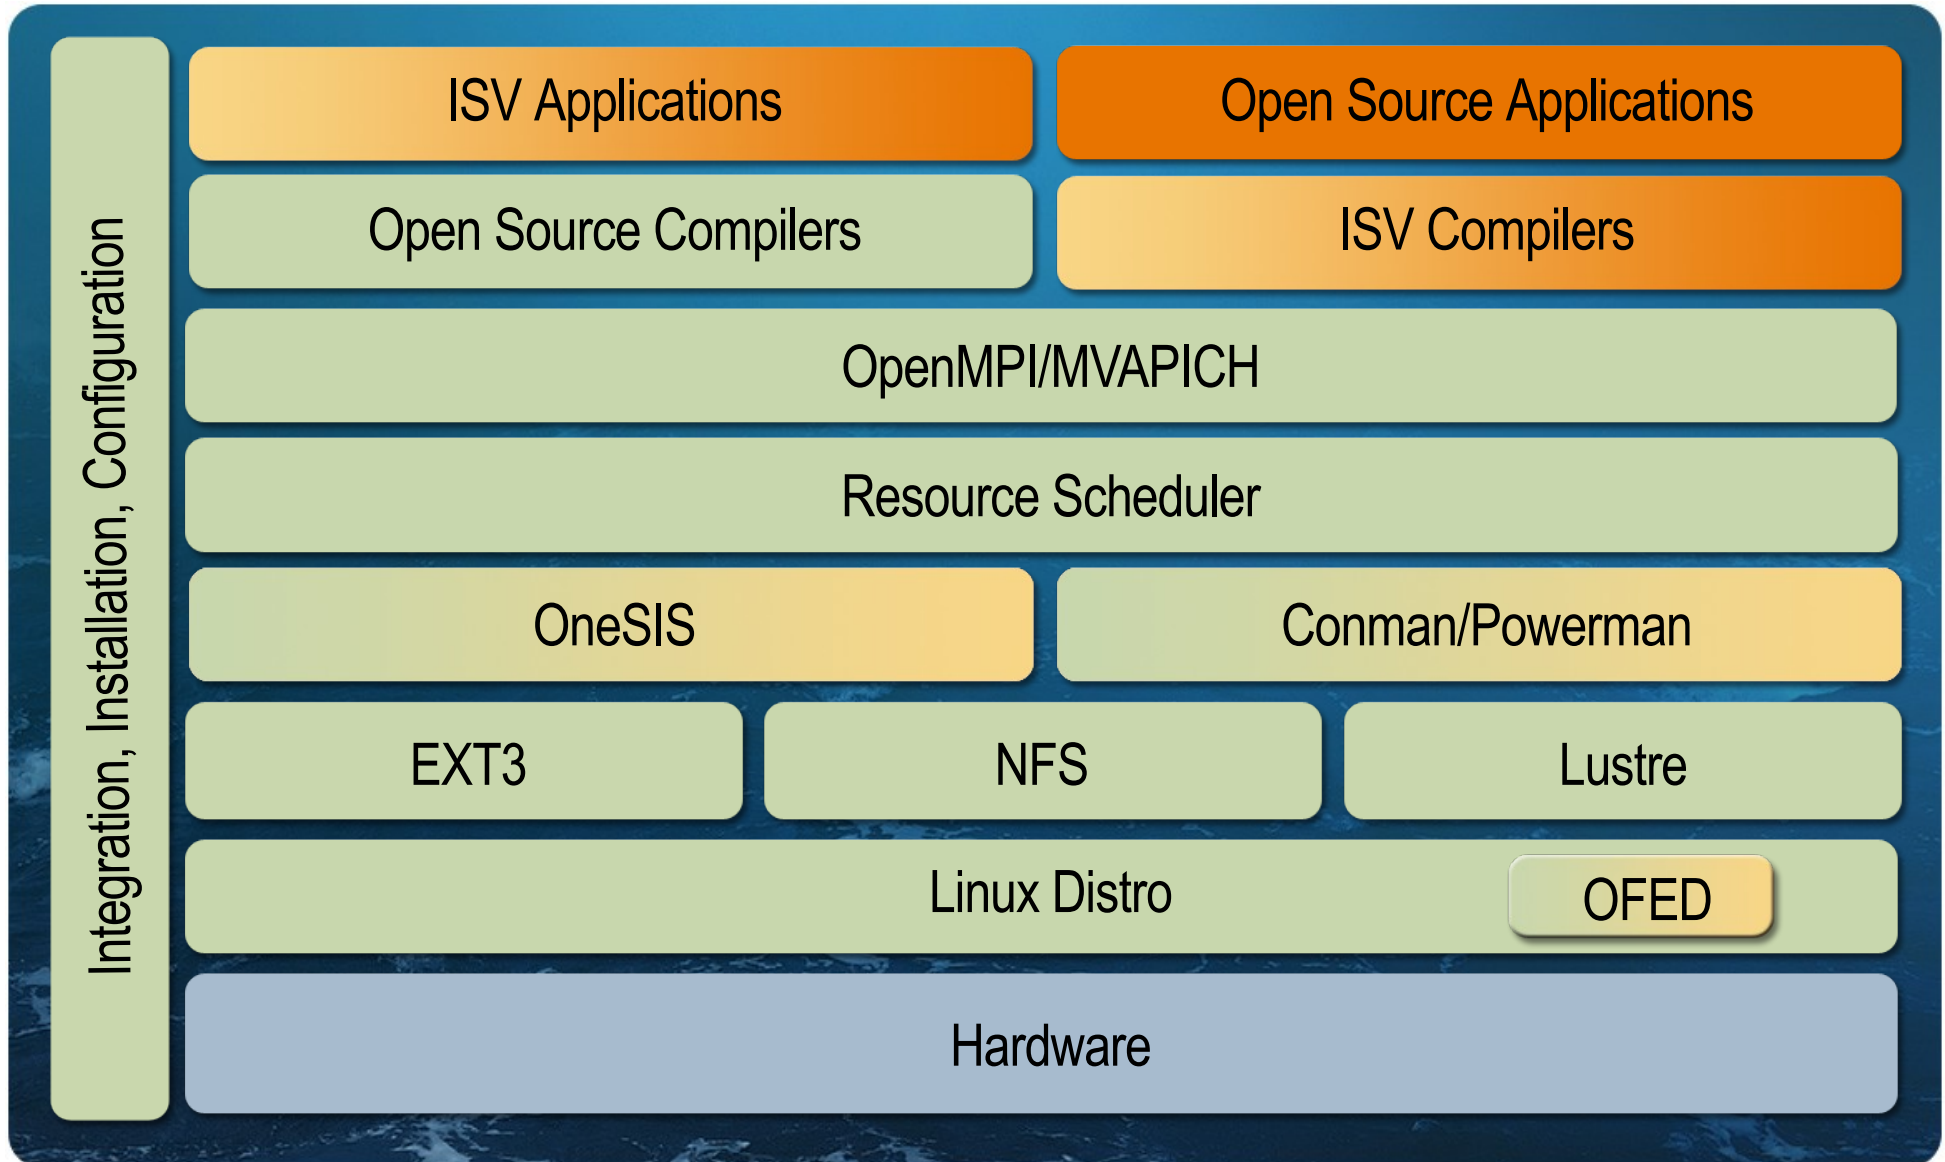 Integration, Installation, Configuration
ISV Applications
Open Source Applications
Open Source Compilers
ISV Compilers
OpenMPI/MVAPICH
Resource Scheduler
OneSIS
Conman/Powerman
EXT3
NFS
Lustre
Linux Distro
OFED
Hardware